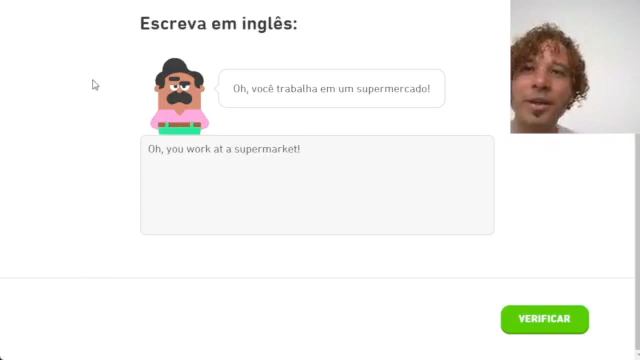 Escreva em inglês:
Oh, você trabalha em um supermercado!
Oh, you work at a supermarket!
VERIFICAR